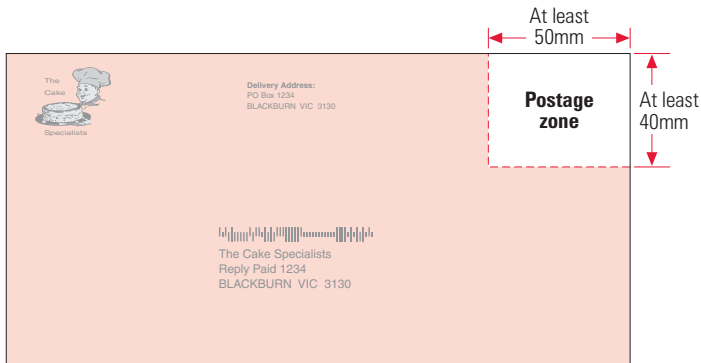 At least
50mm
The
Cake
Specialists
Delivery Address:
PO Box 1234
BLACKBURN VIC 3130
Postage
zone
At least
40mm
The Cake Specialists
Reply Paid 1234
BLACKBURN VIC 3130